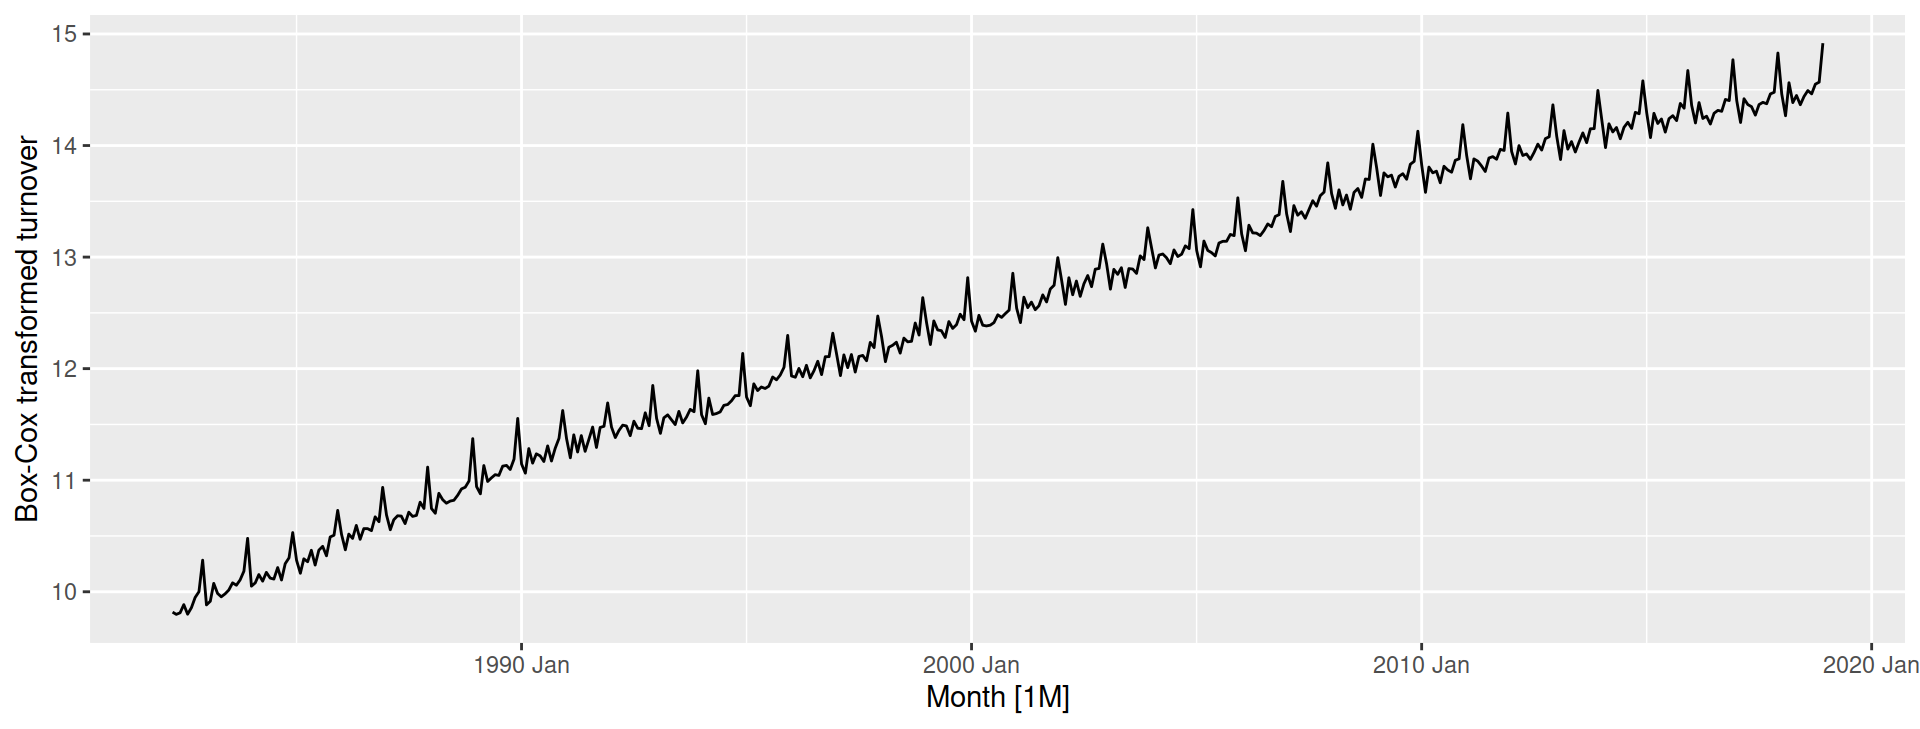 15
14
13
12
11
10
Box-Cox transformed turnover
1990 Jan
2000 Jan
2010 Jan
2020 Jan
Month [1M]